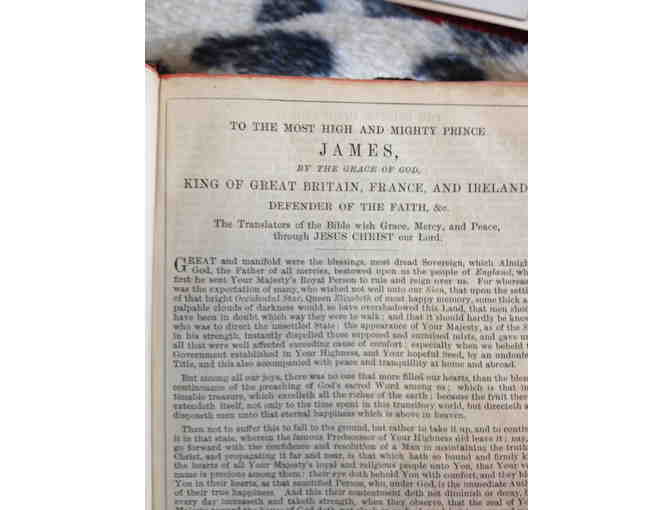 TO THE MOST HIGH AND MIGHTY PRINCE
JAMES,
BY THE GRACE OF GOD,
KING OF GREAT BRITAIN, FRANCE, AND IRELAND
DEFENDER OF THE FAITH, &c.
The Translators of the Bible wish Grace, Mercy, and Peace,
through JESUS CHRIST our Lord.
GREAT and manifold were the blessings, most dread Sovereign, which Almigh
God, the Father of all mercies, bestowed upon us the people of England, wh
first he sent Your Majesty's Royal Person to rule and reign over us. For whereas
was the expectation of many, who wished not well unto our Sion, that upon the setti
of that bright Occidental Star, Queen Elizabeth of most happy memory, some thick a
palpable clouds of darkness would so have overshadowed this Land, that men shou
have been in doubt which way they were to walk; and that it should hardly be know
who was to direct the unsettled State; the appearance of Your Majesty, as of the S
in his strength, instantly dispelled those supposed and surmised mists, and gave un
all that were well affected exceeding cause of comfort; especially when we beheld t
Government established in Your Highness, and Your hopeful Seed, by an undoubte
Title, and this also accompanied with peace and tranquillity at home and abroad.
But among all our joys, there was no one that more filled our hearts, than the bless
continuance of the preaching of God's sacred Word among us; which is that in
timable treasure, which excelleth all the riches of the earth; because the fruit ther
extendeth itself, not only to the time spent in this transitory world, but directeth a
disposeth men unto that eternal happiness which is above in heaven.
Then not to suffer this to fall to the ground, but rather to take it up, and to contin
it in that state, wherein the famous Predecessor of Your Highness did leave it; nay,
go forward with the confidence and resolution of a Man in maintaining the truth
Christ, and propagating it far and near, is that which hath so bound and firmly k
the hearts of all Your Majesty's loyal and religious people unto You, that Your ve
name is precious among them: their eye doth behold You with comfort, and they ble
You in their hearts, as that sanctified Person, who, under God, is the immediate Auth
of their true happiness. And this their contentment doth not diminish or decay, b
every day increaseth and taketh strength, when they observe, that the zeal of Yo